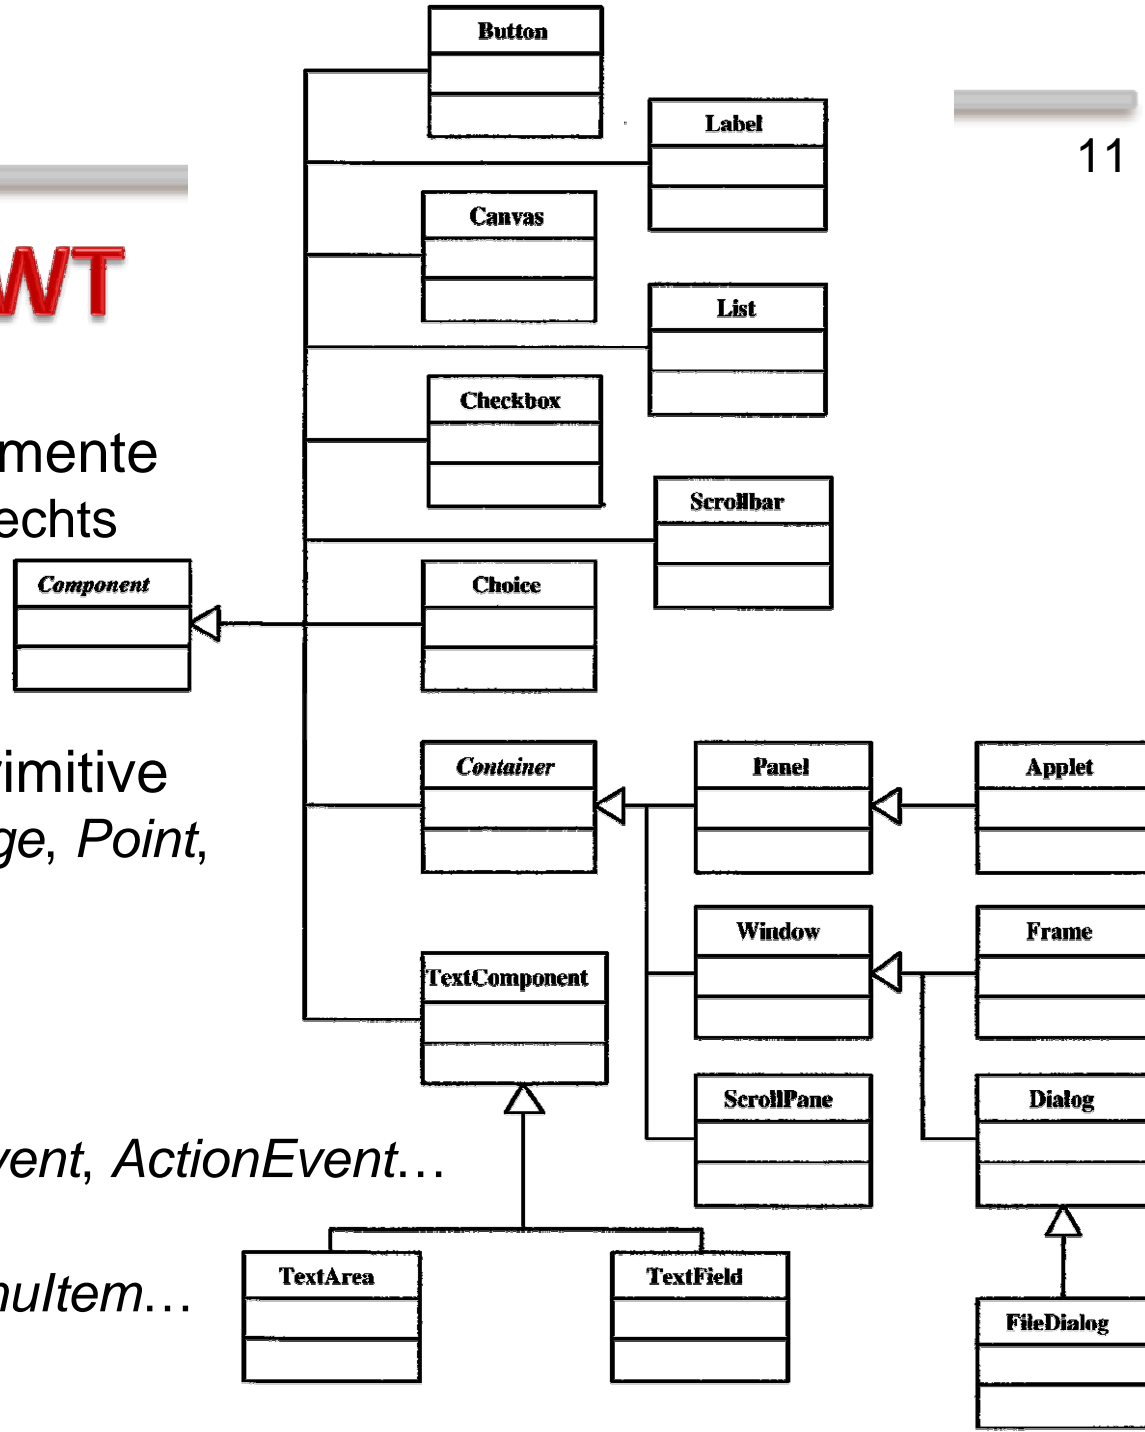 Button
Label
11
Canvas
WT
List
Checkbox
mente
echts
Scrollbar
Component
Choice
rimitive
Container
Panel
Applet
ge, Point,
Window
Frame
TextComponent
ScrollPane
Dialog
vent, ActionEvent…
TextArea
TextField
nuItem…
FileDialog